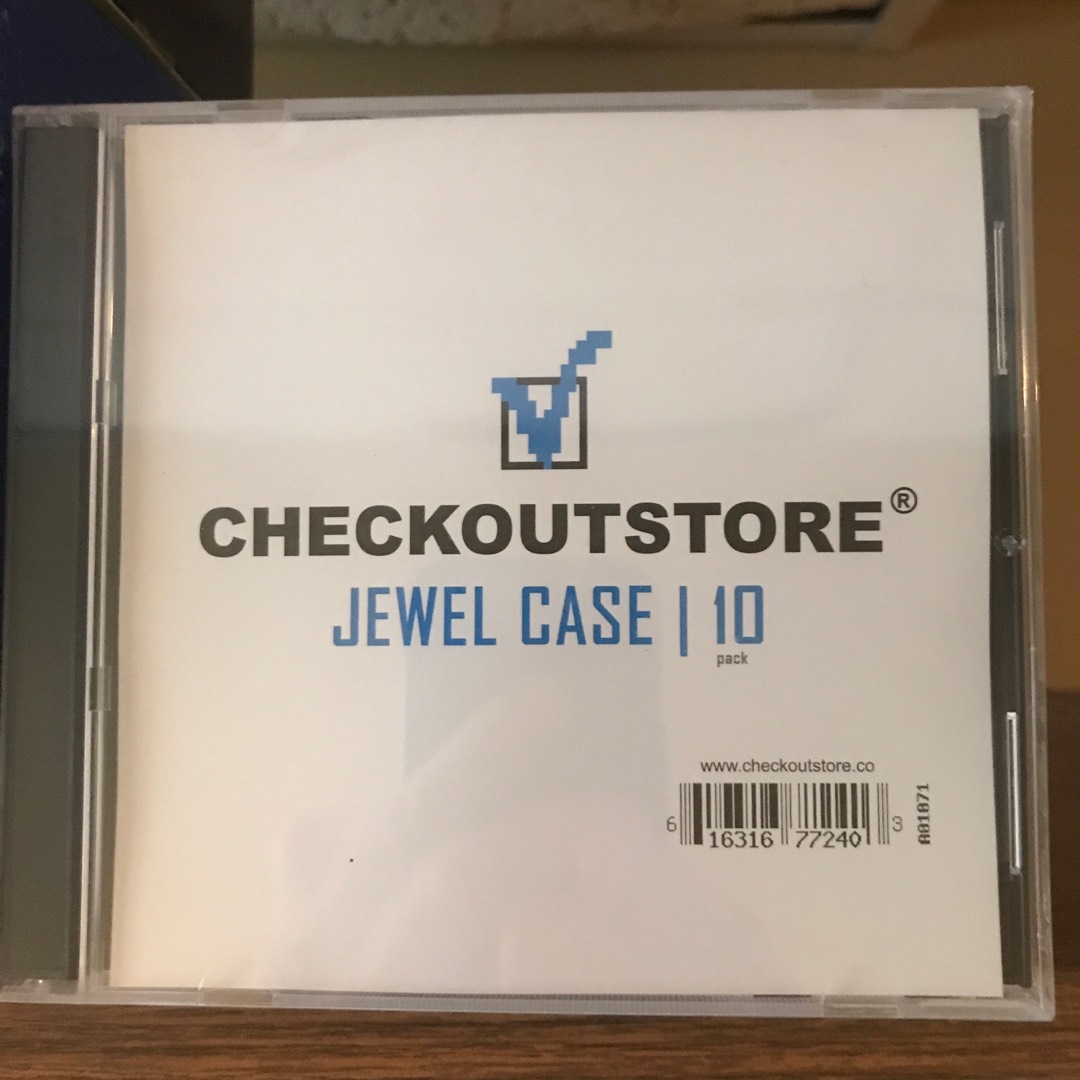 CHECKOUTSTORE®
JEWEL CASE | 10
pack
www.checkoutstore.co
6 16316 77240 3
A01071